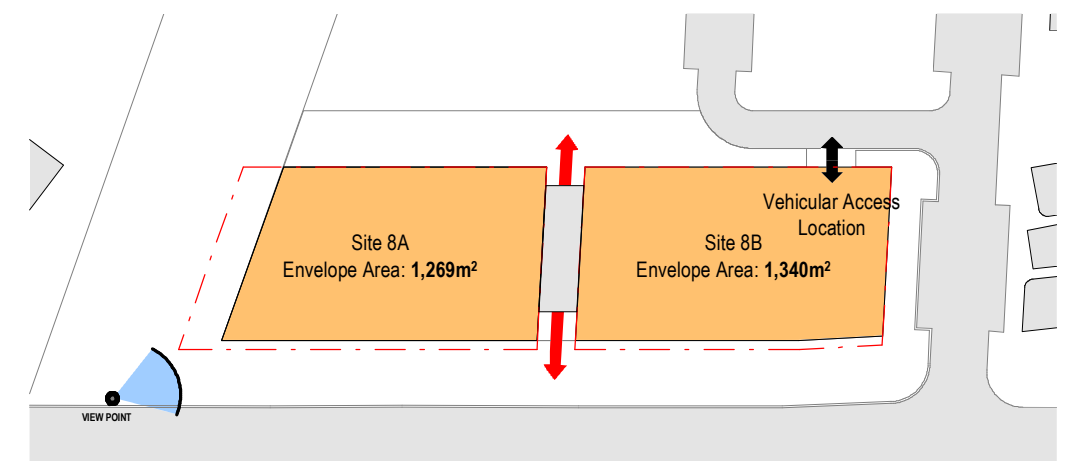 Vehicular Access
Location
Site 8A
Envelope Area: 1,269m²
Site 8B
Envelope Area: 1,340m²
VIEW POINT